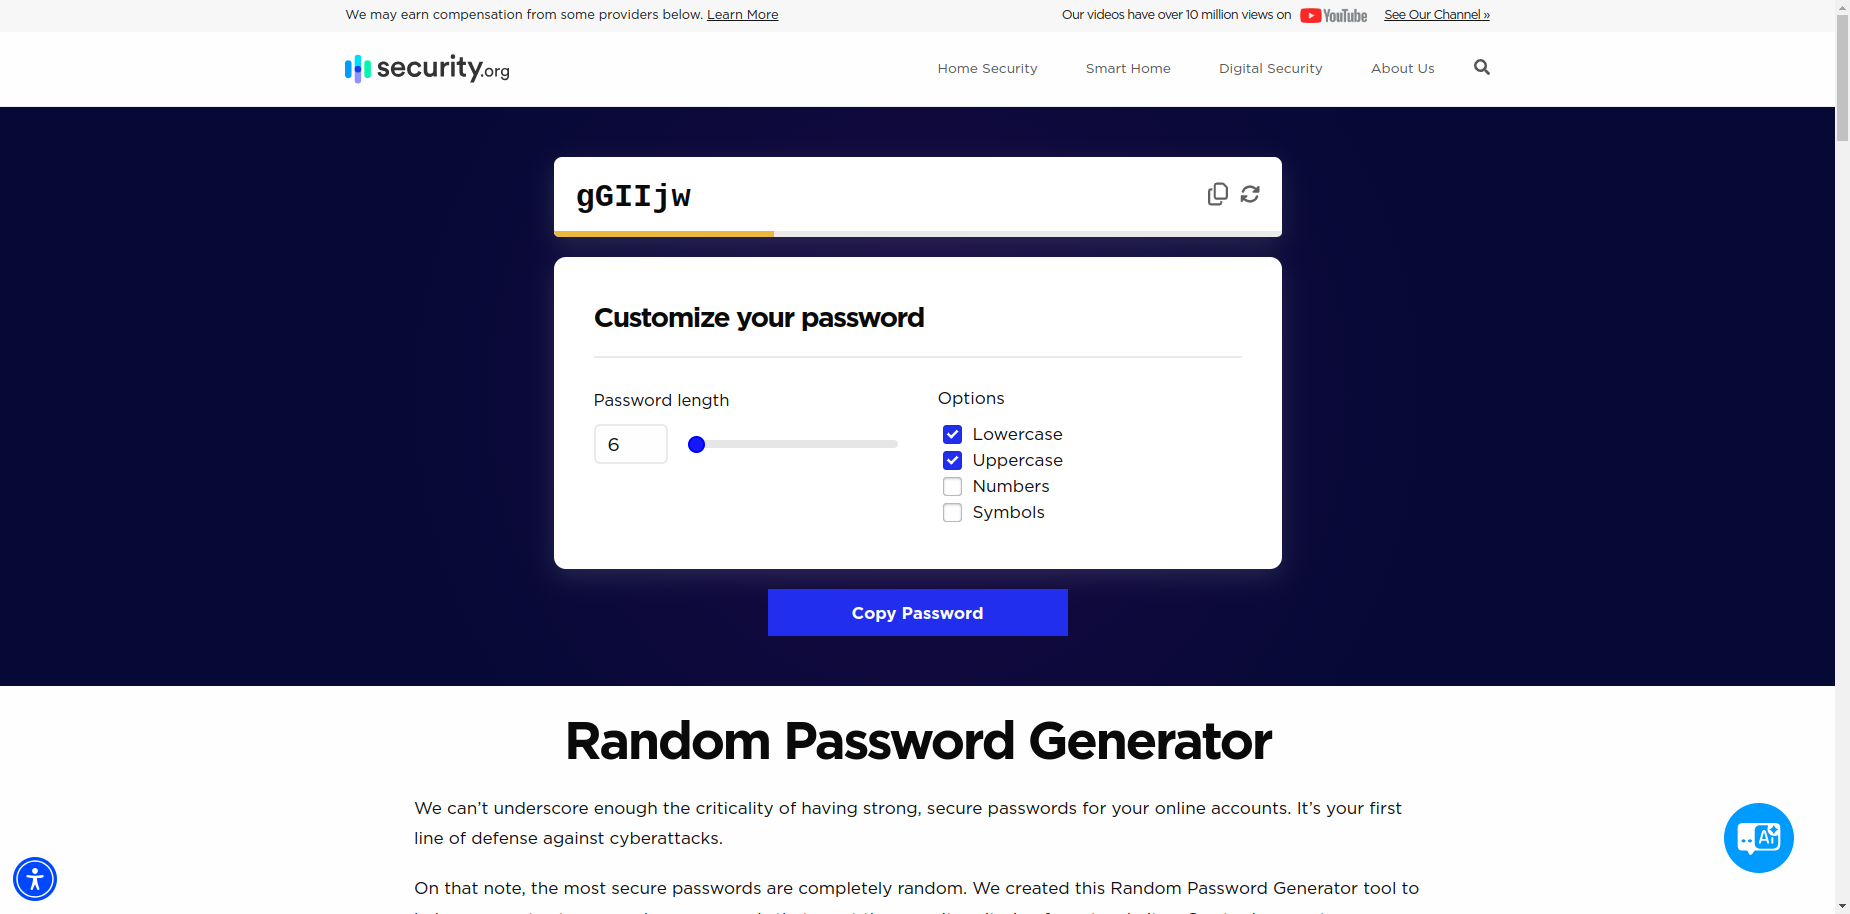 We may earn compensation from some providers below. Learn More
Our videos have over 10 million views on YouTube See Our Channel »
security.org
Home Security Smart Home Digital Security About Us
gGIIjw
Customize your password
Password length
6
Options
Lowercase
Uppercase
Numbers
Symbols
Copy Password
Random Password Generator
We can’t underscore enough the criticality of having strong, secure passwords for your online accounts. It’s your first
line of defense against cyberattacks.
On that note, the most secure passwords are completely random. We created this Random Password Generator tool to
Ai